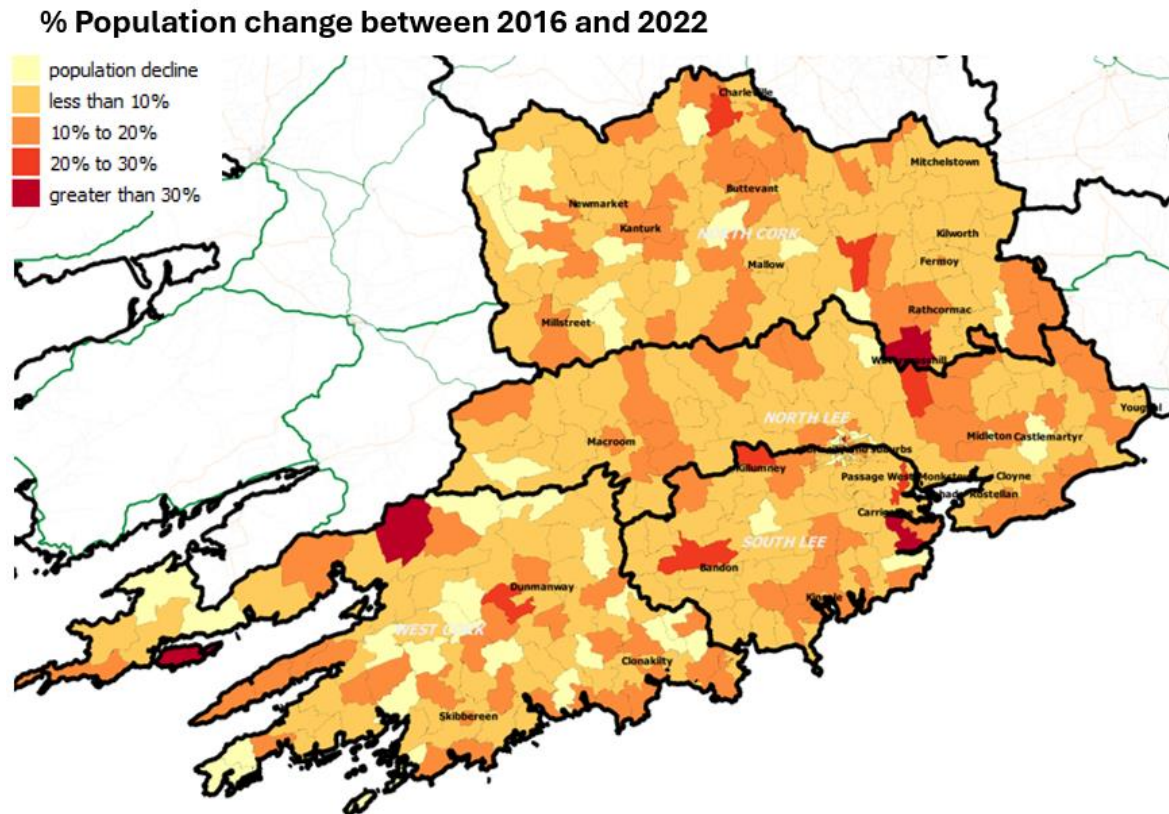 % Population change between 2016 and 2022
population decline
less than 10%
10% to 20%
20% to 30%
greater than 30%
Charleville
Mitchelstown
Buttevant
Newmarket
Kanturk
NORTH CORK
Kilworth
Fermoy
Mallow
Rathcormac
Millstreet
Youghal
NORTH LEE
Midleton
Castlemartyr
Macroom
suburbs
Killumney
Passage West
Monkstown
Cloyne
Rostellan
SOUTH LEE
Bandon
Dunmanway
Kinsale
WEST CORK
Clonakilty
Skibbereen